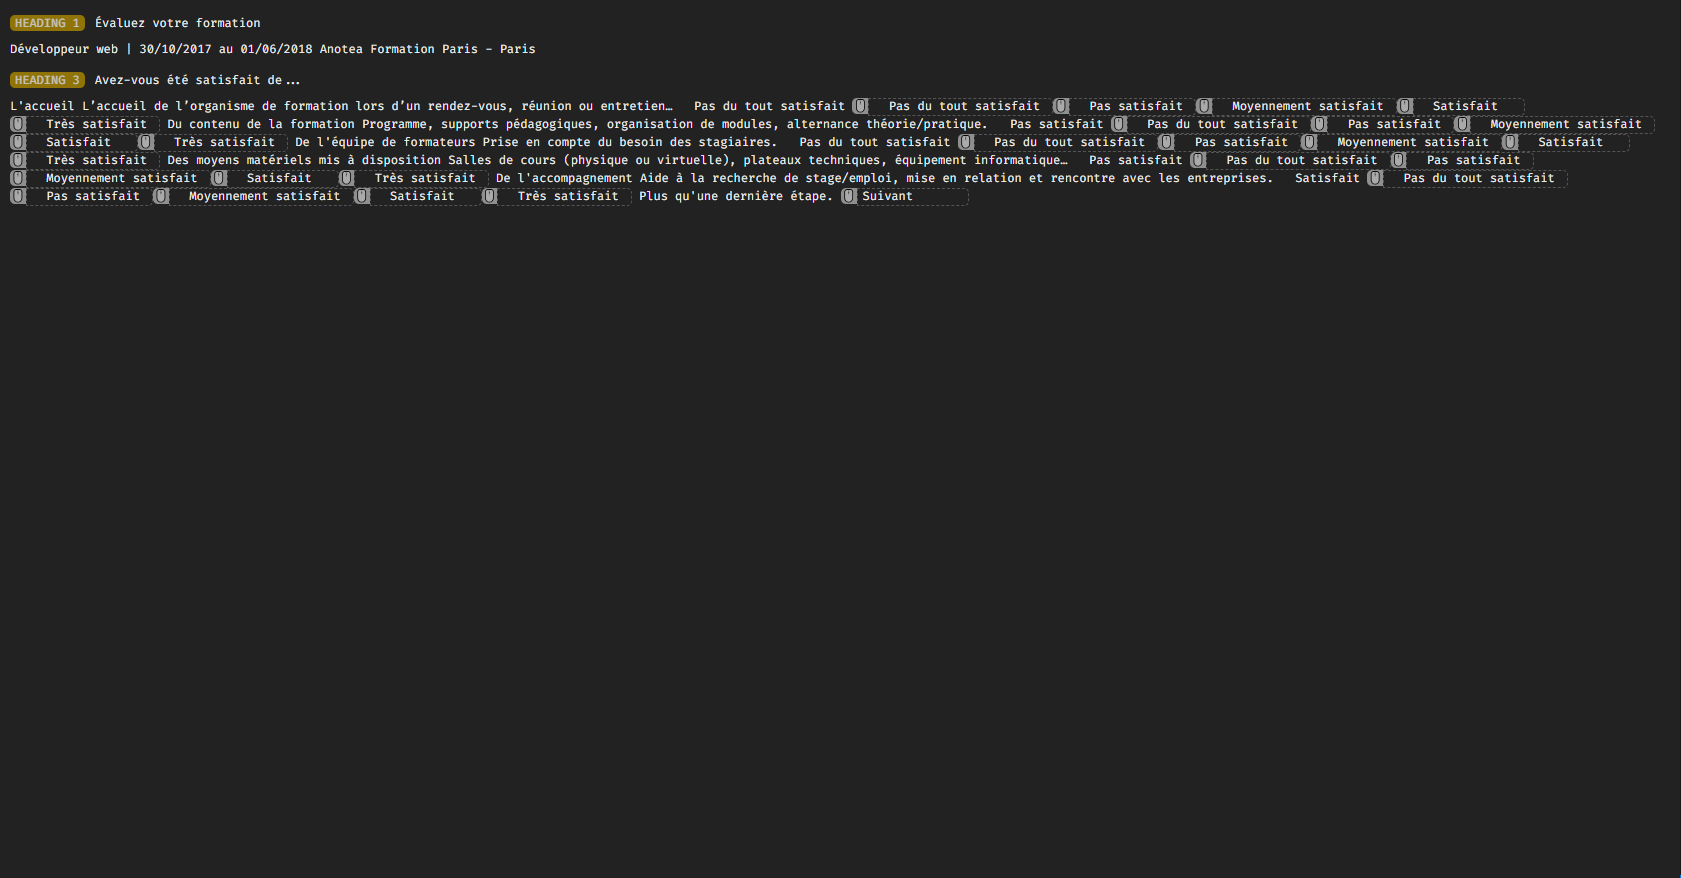 HEADING 1 Évaluez votre formation
Développeur web | 30/10/2017 au 01/06/2018 Anotea Formation Paris - Paris
HEADING 3 Avez-vous été satisfait de...
L'accueil L’accueil de l’organisme de formation lors d’un rendez-vous, réunion ou entretien… Pas du tout satisfait Pas du tout satisfait Pas satisfait Moyennement satisfait Satisfait
Très satisfait Du contenu de la formation Programme, supports pédagogiques, organisation de modules, alternance théorie/pratique. Pas satisfait Pas du tout satisfait Pas satisfait Moyennement satisfait
Satisfait Très satisfait De l'équipe de formateurs Prise en compte du besoin des stagiaires. Pas du tout satisfait Pas du tout satisfait Pas satisfait Moyennement satisfait Satisfait
Très satisfait Des moyens matériels mis à disposition Salles de cours (physique ou virtuelle), plateaux techniques, équipement informatique… Pas satisfait Pas du tout satisfait Pas satisfait
Moyennement satisfait Satisfait Très satisfait De l'accompagnement Aide à la recherche de stage/emploi, mise en relation et rencontre avec les entreprises. Satisfait Pas du tout satisfait
Pas satisfait Moyennement satisfait Satisfait Très satisfait Plus qu'une dernière étape. Suivant